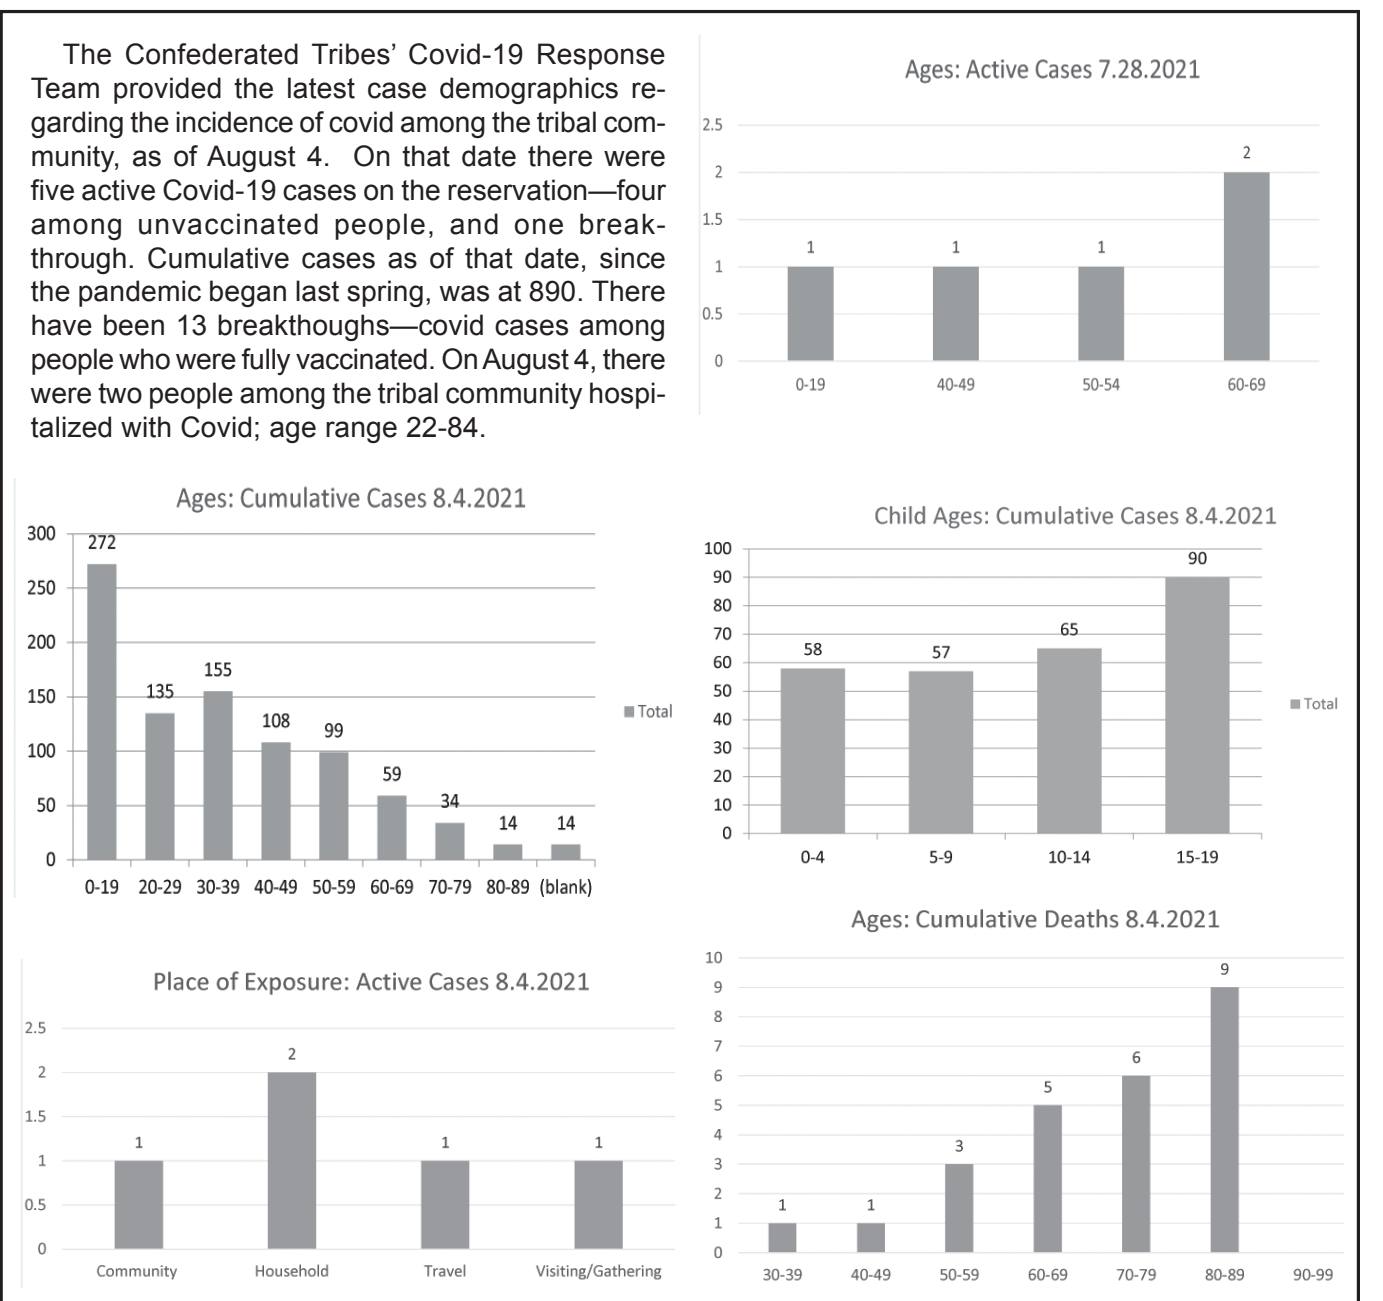 The Confederated Tribes’ Covid-19 Response
Team provided the latest case demographics re-
garding the incidence of covid among the tribal com-
munity, as of August 4.  On that date there were
five active Covid-19 cases on the reservation—four
among unvaccinated people, and one break-
through. Cumulative cases as of that date, since
the pandemic began last spring, was at 890. There
have been 13 breakthoughs—covid cases among
people who were fully vaccinated. On August 4, there
were two people among the tribal community hospi-
talized with Covid; age range 22-84.
Ages: Active Cases 7.28.2021
2.5
2
1.5
1
0.5
0
1
1
1
2
0-19 40-49 50-54 60-69
Ages: Cumulative Cases 8.4.2021
300
250
200
150
100
50
0
272
135
155
108
99
59
34
14
14
0-19 20-29 30-39 40-49 50-59 60-69 70-79 80-89 (blank)
Total
Child Ages: Cumulative Cases 8.4.2021
100
90
80
70
60
50
40
30
20
10
0
58
57
65
90
0-4 5-9 10-14 15-19
Total
Place of Exposure: Active Cases 8.4.2021
2.5
2
1.5
1
0.5
0
1
2
1
1
Community Household Travel Visiting/Gathering
Ages: Cumulative Deaths 8.4.2021
10
9
8
7
6
5
4
3
2
1
0
1
1
3
5
6
9
30-39 40-49 50-59 60-69 70-79 80-89 90-99